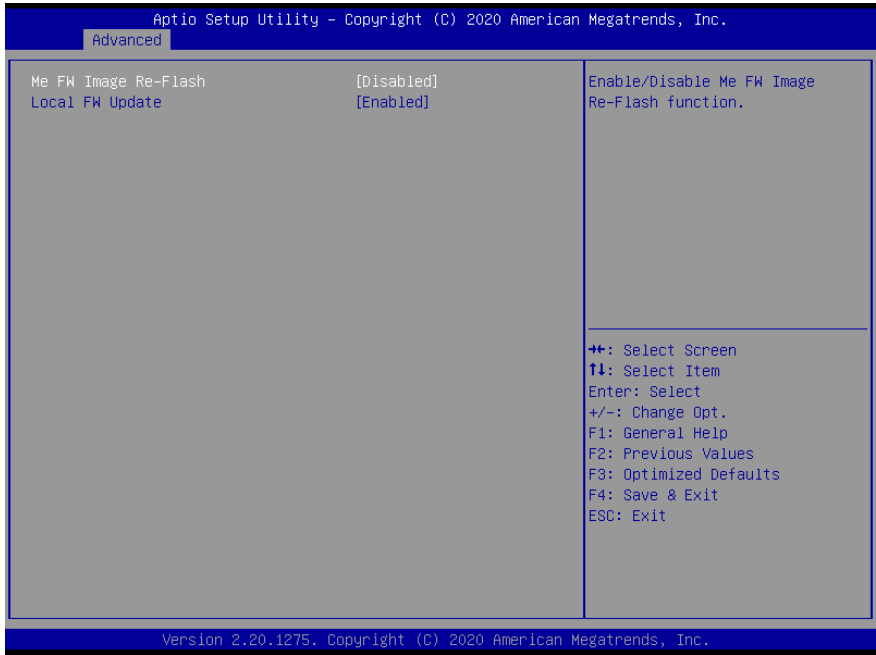 Aptio Setup Utility – Copyright (C) 2020 American Megatrends, Inc.
Advanced
Me FW Image Re-Flash [Disabled]
Local FW Update [Enabled]
Enable/Disable Me FW Image
Re-Flash function.
→←: Select Screen
↑↓: Select Item
Enter: Select
+/-: Change Opt.
F1: General Help
F2: Previous Values
F3: Optimized Defaults
F4: Save & Exit
ESC: Exit
Version 2.20.1275. Copyright (C) 2020 American Megatrends, Inc.